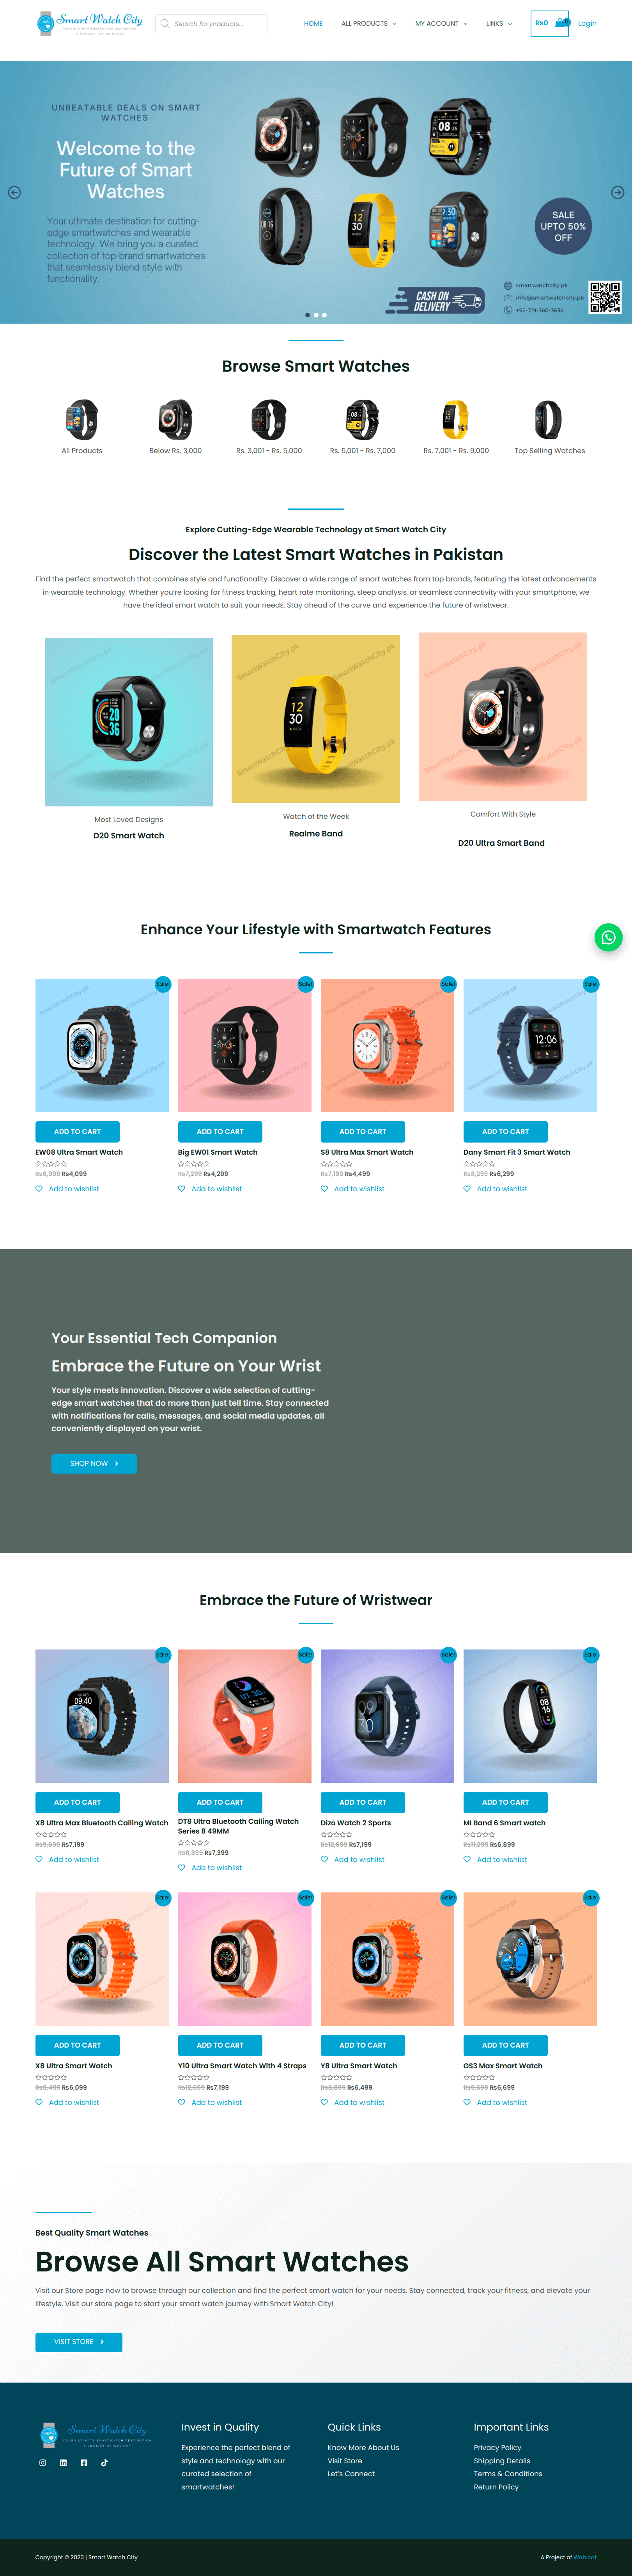 Smart Watch City
YOUR ULTIMATE SMARTWATCH DESTINATION
A PROJECT OF WEBICOT
Search for products...
HOME
ALL PRODUCTS
MY ACCOUNT
LINKS
₨0
0
Login
UNBEATABLE DEALS ON SMART
WATCHES
Welcome to the
Future of Smart
Watches
Your ultimate destination for cutting-
edge smartwatches and wearable
technology. We bring you a curated
collection of top-brand smartwatches
that seamlessly blend style with
functionality.
SALE
UPTO 50%
OFF
CASH ON
DELIVERY
smartwatchcity.pk
info@smartwatchcity.pk
+92-319-360-3636
Browse Smart Watches
All Products
Below Rs. 3,000
Rs. 3,001 - Rs. 5,000
Rs. 5,001 - Rs. 7,000
Rs. 7,001 - Rs. 9,000
Top Selling Watches
Explore Cutting-Edge Wearable Technology at Smart Watch City
Discover the Latest Smart Watches in Pakistan
Find the perfect smartwatch that combines style and functionality. Discover a wide range of smart watches from top brands, featuring the latest advancements
in wearable technology. Whether you're looking for fitness tracking, heart rate monitoring, sleep analysis, or seamless connectivity with your smartphone, we
have the ideal smart watch to suit your needs. Stay ahead of the curve and experience the future of wristwear.
SmartWatchCity.pk
Most Loved Designs
D20 Smart Watch
Watch of the Week
Realme Band
Comfort With Style
D20 Ultra Smart Band
Enhance Your Lifestyle with Smartwatch Features
Sale!
Sale!
Sale!
Sale!
ADD TO CART
ADD TO CART
ADD TO CART
ADD TO CART
EW08 Ultra Smart Watch
Big EW01 Smart Watch
S8 Ultra Max Smart Watch
Dany Smart Fit 3 Smart Watch
₨6,999 ₨4,099
₨7,299 ₨4,299
₨7,199 ₨4,499
₨8,299 ₨6,299
Add to wishlist
Add to wishlist
Add to wishlist
Add to wishlist
Your Essential Tech Companion
Embrace the Future on Your Wrist
Your style meets innovation. Discover a wide selection of cutting-
edge smart watches that do more than just tell time. Stay connected
with notifications for calls, messages, and social media updates, all
conveniently displayed on your wrist.
SHOP NOW
Embrace the Future of Wristwear
Sale!
Sale!
Sale!
Sale!
ADD TO CART
ADD TO CART
ADD TO CART
ADD TO CART
X8 Ultra Max Bluetooth Calling Watch
DT8 Ultra Bluetooth Calling Watch
Series 8 49MM
Dizo Watch 2 Sports
MI Band 6 Smart watch
₨9,699 ₨7,199
₨8,899 ₨7,399
₨12,699 ₨7,199
₨11,299 ₨6,899
Add to wishlist
Add to wishlist
Add to wishlist
Add to wishlist
Sale!
Sale!
Sale!
Sale!
ADD TO CART
ADD TO CART
ADD TO CART
ADD TO CART
X8 Ultra Smart Watch
Y10 Ultra Smart Watch With 4 Straps
Y8 Ultra Smart Watch
GS3 Max Smart Watch
₨8,499 ₨6,099
₨12,699 ₨7,199
₨8,899 ₨6,499
₨9,699 ₨6,699
Add to wishlist
Add to wishlist
Add to wishlist
Add to wishlist
Best Quality Smart Watches
Browse All Smart Watches
Visit our Store page now to browse through our collection and find the perfect smart watch for your needs. Stay connected, track your fitness, and elevate your
lifestyle. Visit our store page to start your smart watch journey with Smart Watch City!
VISIT STORE
Smart Watch City
YOUR ULTIMATE SMARTWATCH DESTINATION
A PROJECT OF WEBICOT
Invest in Quality
Experience the perfect blend of
style and technology with our
curated selection of
smartwatches!
Quick Links
Know More About Us
Visit Store
Let's Connect
Important Links
Privacy Policy
Shipping Details
Terms & Conditions
Return Policy
Copyright © 2023 | Smart Watch City
A Project of Webicot